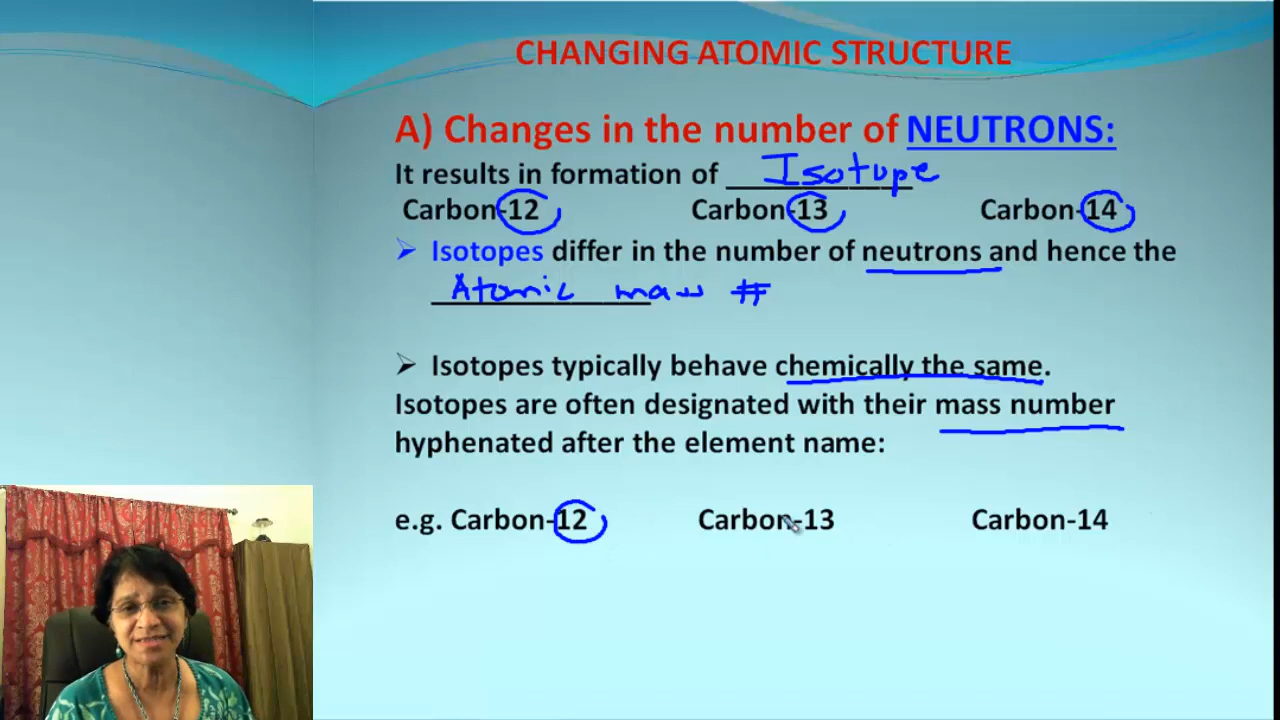 CHANGING ATOMIC STRUCTURE
A) Changes in the number of NEUTRONS:
It results in formation of Isotope
Carbon-12 Carbon-13 Carbon-14
Isotopes differ in the number of neutrons and hence the
Atomic mass #
Isotopes typically behave chemically the same.
Isotopes are often designated with their mass number
hyphenated after the element name:
e.g. Carbon-12 Carbon-13 Carbon-14